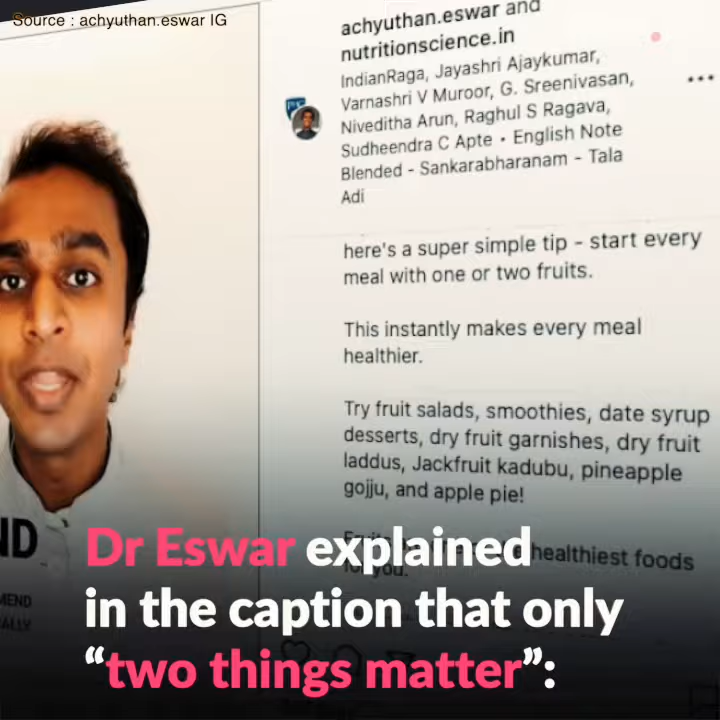 Source : achyuthan.eswar IG
achyuthan.eswar and
nutritionscience.in
IndianRaga, Jayashri Ajaykumar,
Varnashri V Muroor, G. Sreenivasan,
Niveditha Arun, Raghul S Ragava,
Sudheendra C Apte • English Note
Blended - Sankarabharanam - Tala
Adi
here's a super simple tip - start every
meal with one or two fruits.
This instantly makes every meal
healthier.
Try fruit salads, smoothies, date syrup
desserts, dry fruit garnishes, dry fruit
laddus, Jackfruit kadubu, pineapple
gojju, and apple pie!
healthiest foods
you.
ND
MEND
ALLY
Dr Eswar explained
in the caption that only
“two things matter”: